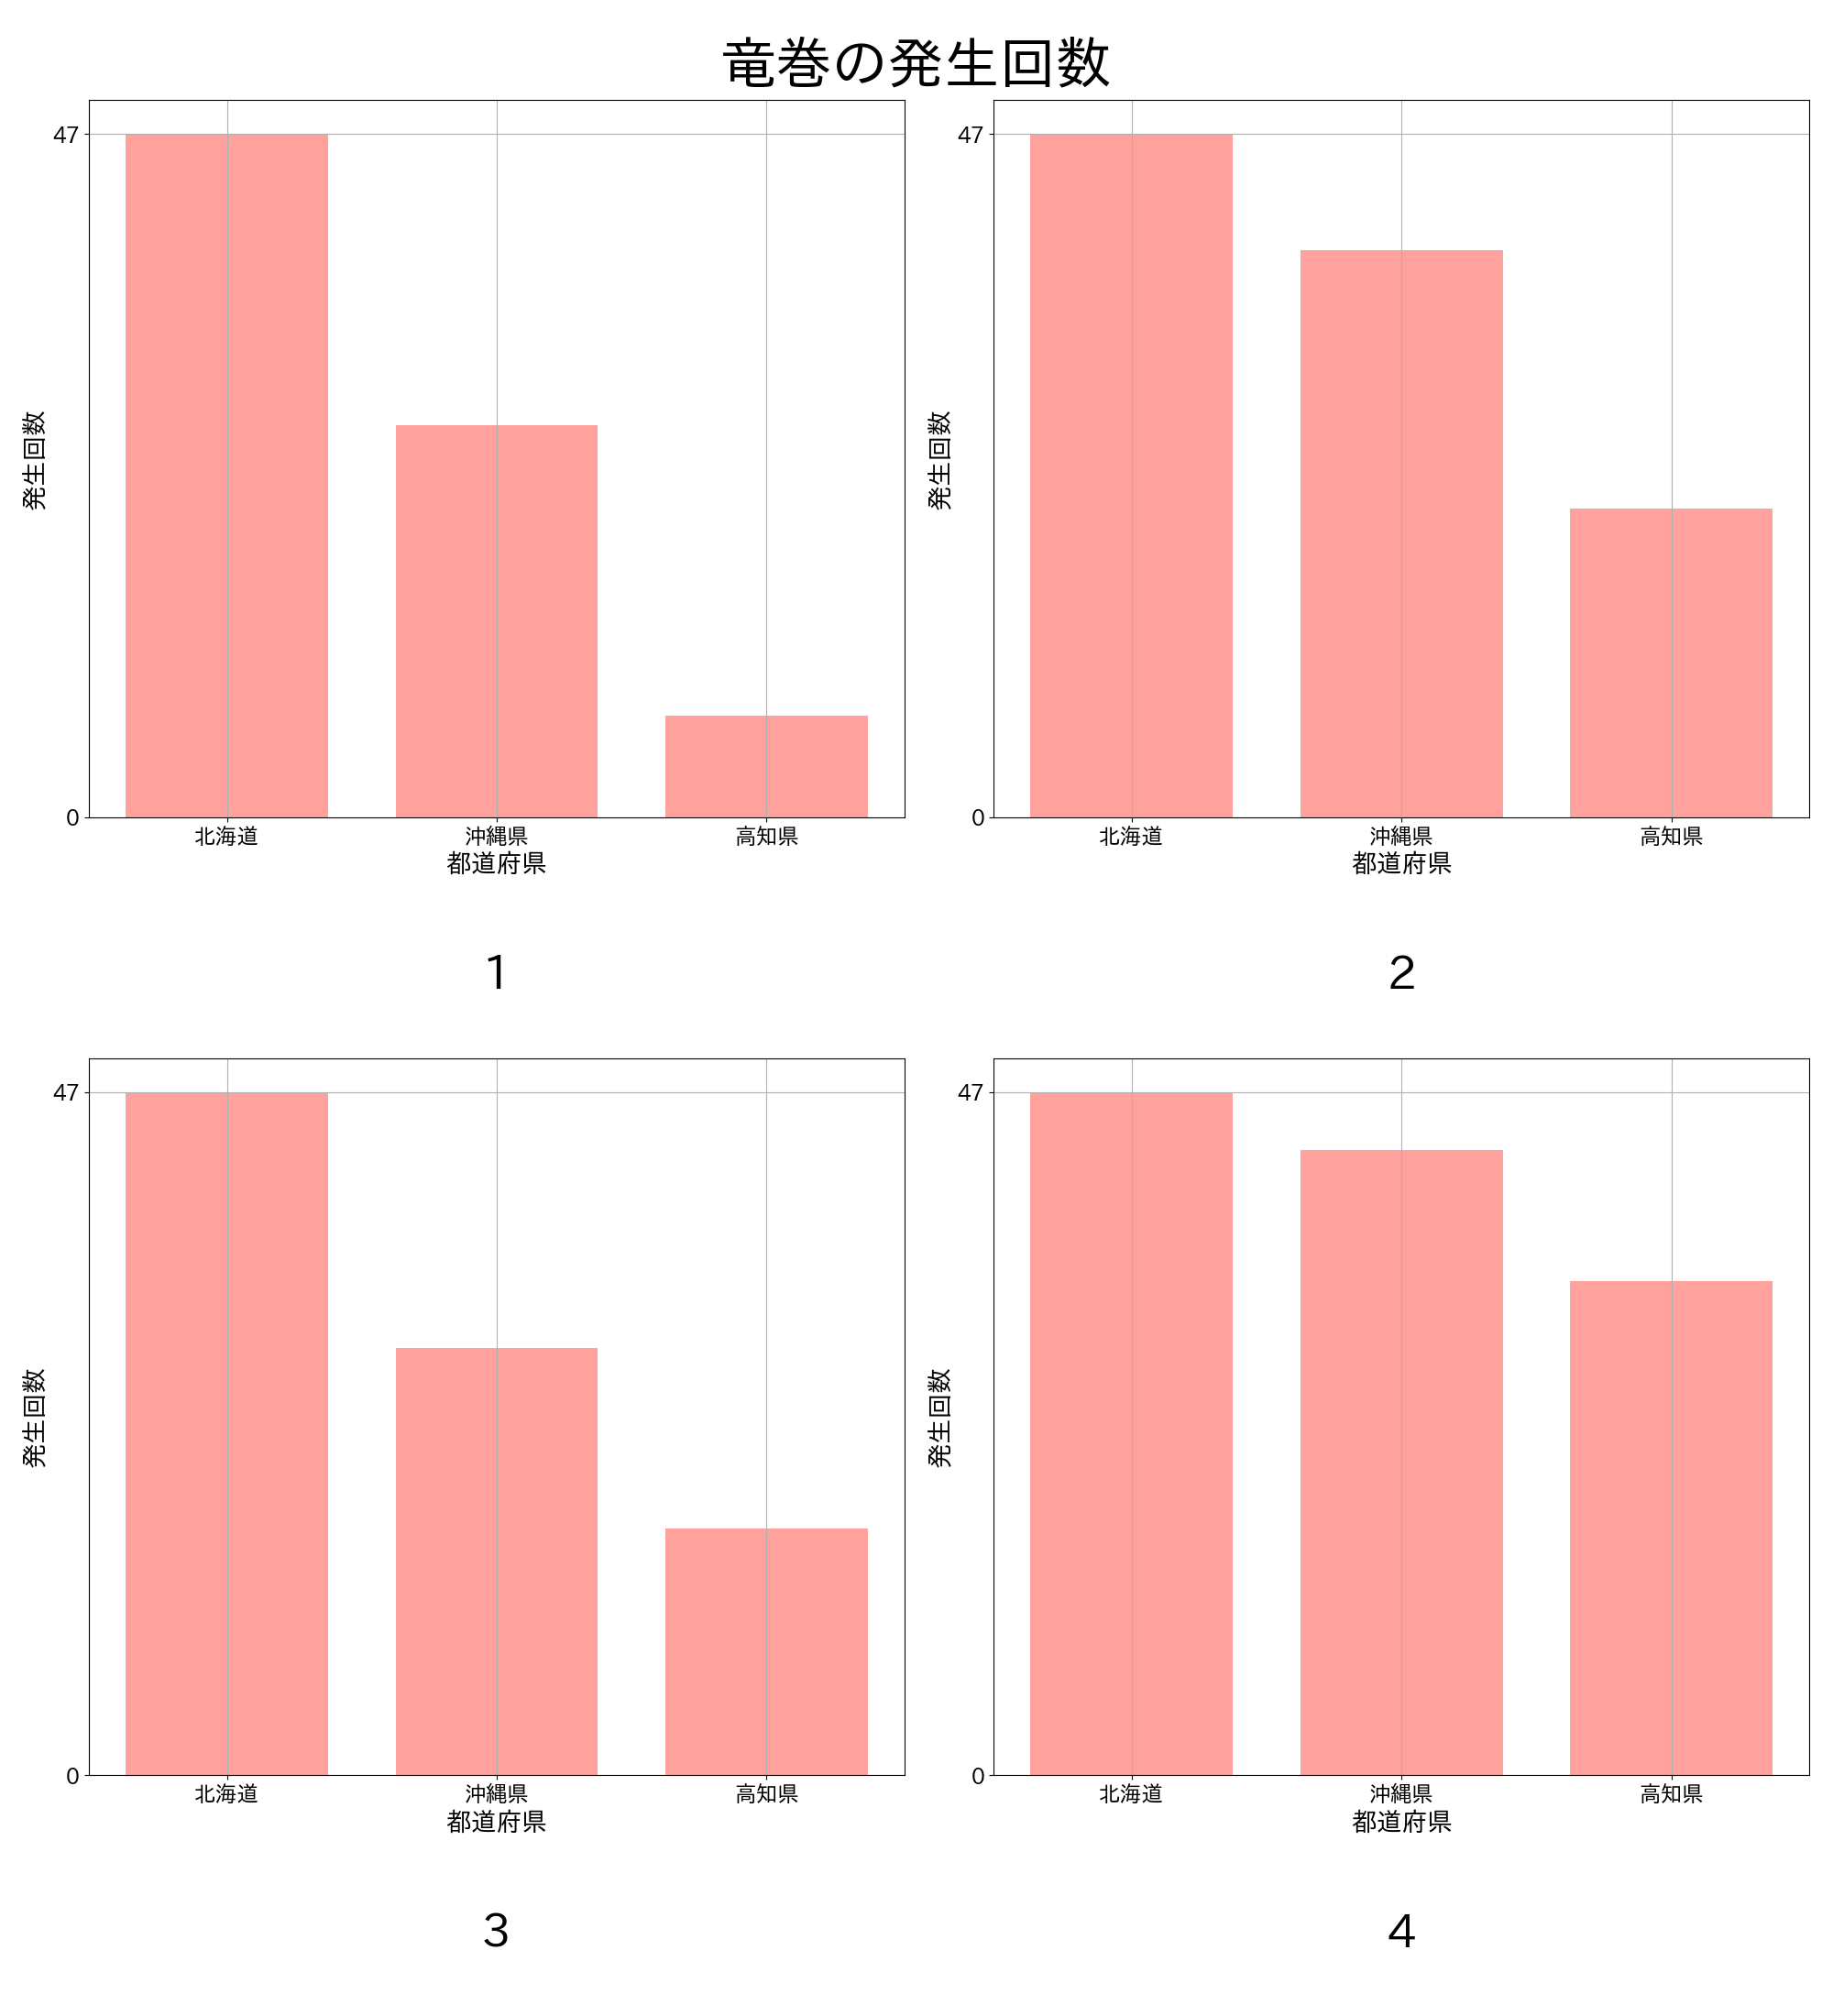 竜巻の発生回数
47
0
発生回数
北海道 沖縄県 高知県
都道府県
1
47
0
発生回数
北海道 沖縄県 高知県
都道府県
2
47
0
発生回数
北海道 沖縄県 高知県
都道府県
3
47
0
発生回数
北海道 沖縄県 高知県
都道府県
4